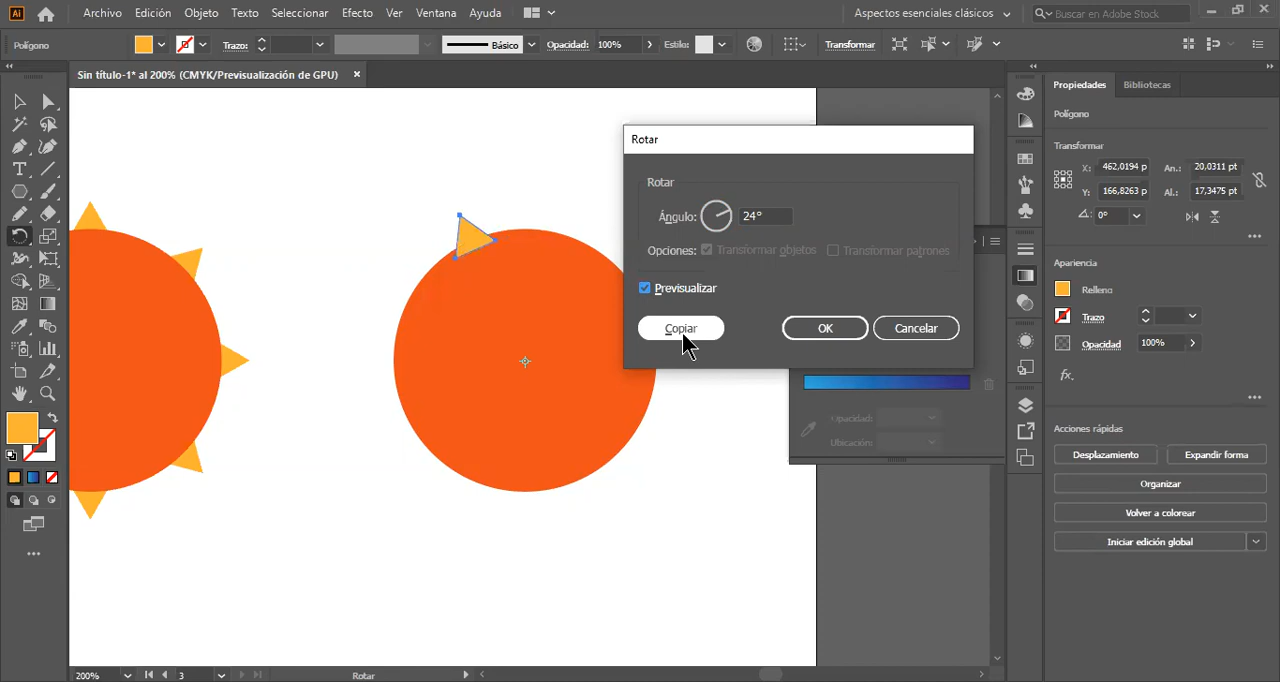 Ai Archivo Edición Objeto Texto Seleccionar Efecto Ver Ventana Ayuda Aspectos esenciales clásicos Buscar en Adobe Stock
Polígono Trazo: Básico Opacidad: 100% Estilo: Transformar
Sin título-1* al 200% (CMYK/Previsualización de GPU) ×
Rotar
Rotar
Ángulo: 24°
Opciones: Transformar objetos Transformar patrones
Previsualizar
Copiar OK Cancelar
Opacidad:
Ubicación:
Propiedades Bibliotecas
Polígono
Transformar
X: 462,0194 p An.: 20,0311 pt
Y: 166,8263 p Al.: 17,3475 pt
0°
Apariencia
Relleno
Trazo
Opacidad 100%
fx.
Acciones rápidas
Desplazamiento Expandir forma
Organizar
Volver a colorear
Iniciar edición global
200% 3 Rotar